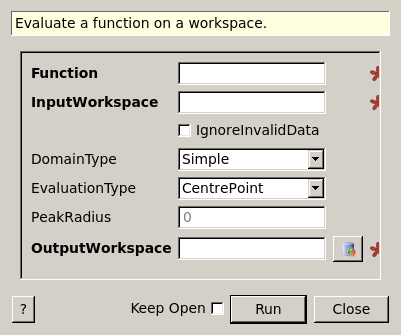 Evaluate a function on a workspace.
Function
InputWorkspace
IgnoreInvalidData
DomainType Simple
EvaluationType CentrePoint
PeakRadius 0
OutputWorkspace
? Keep Open Run Close